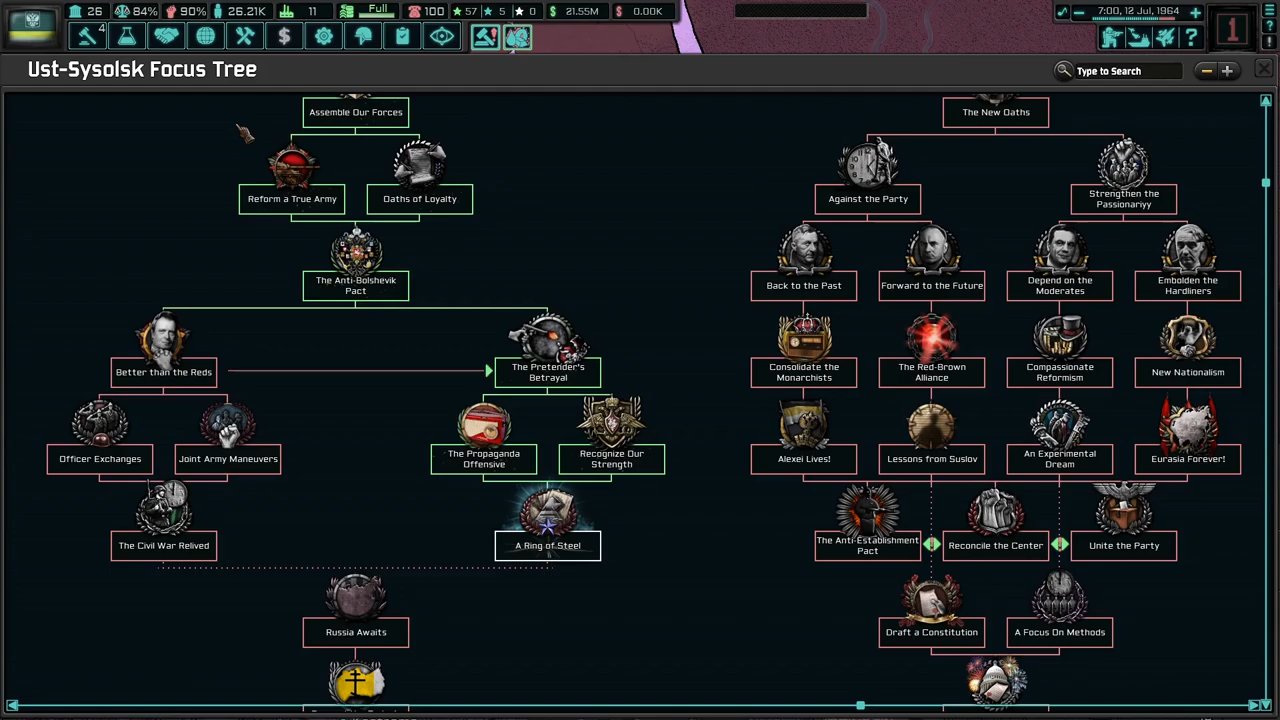 26 84% 90% 26.21K 11 Full 100 57 5 0 $ 21.55M $ 0.00K 7:00, 12 Jul, 1964
4 $ ? 1
Ust-Sysolsk Focus Tree
Type to Search
Assemble Our Forces
The New Oaths
Reform a True Army
Oaths of Loyalty
Against the Party
Strengthen the
Passionariyy
The Anti-Bolshevik
Pact
Back to the Past
Forward to the Future
Depend on the
Moderates
Embolden the
Hardliners
Better than the Reds
The Pretender's
Betrayal
Consolidate the
Monarchists
The Red-Brown
Alliance
Compassionate
Reformism
New Nationalism
Officer Exchanges
Joint Army Maneuvers
The Propaganda
Offensive
Recognize Our
Strength
Alexei Lives!
Lessons from Suslov
An Experimental
Dream
Eurasia Forever!
The Civil War Relived
A Ring of Steel
The Anti-Establishment
Pact
Reconcile the Center
Unite the Party
Russia Awaits
Draft a Constitution
A Focus On Methods